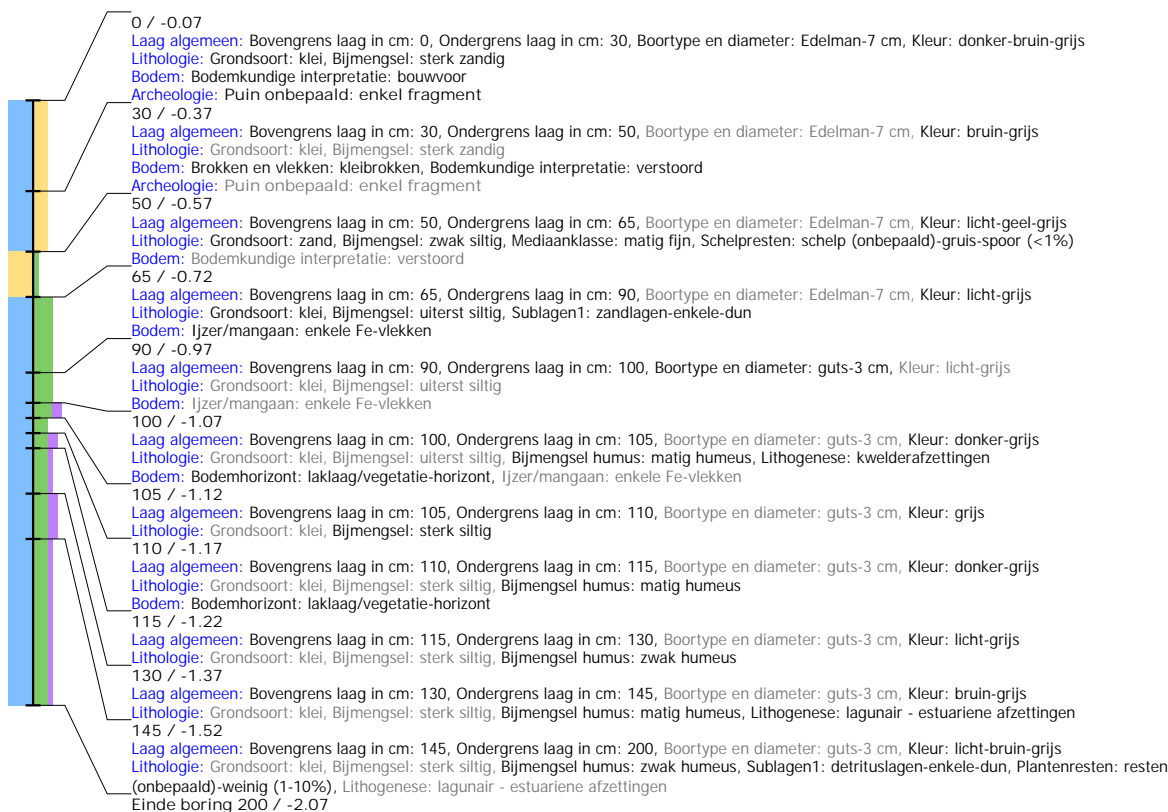 0 / -0.07
Laag algemeen: Bovengrens laag in cm: 0, Ondergrens laag in cm: 30, Boortype en diameter: Edelman-7 cm, Kleur: donker-bruin-grijs
Lithologie: Grondsoort: klei, Bijmengsel: sterk zandig
Bodem: Bodemkundige interpretatie: bouwvoor
Archeologie: Puin onbepaald: enkel fragment
30 / -0.37
Laag algemeen: Bovengrens laag in cm: 30, Ondergrens laag in cm: 50, Boortype en diameter: Edelman-7 cm, Kleur: bruin-grijs
Lithologie: Grondsoort: klei, Bijmengsel: sterk zandig
Bodem: Brokken en vlekken: kleibrokken, Bodemkundige interpretatie: verstoord
Archeologie: Puin onbepaald: enkel fragment
50 / -0.57
Laag algemeen: Bovengrens laag in cm: 50, Ondergrens laag in cm: 65, Boortype en diameter: Edelman-7 cm, Kleur: licht-geel-grijs
Lithologie: Grondsoort: zand, Bijmengsel: zwak siltig, Mediaanklasse: matig fijn, Schelpresten: schelp (onbepaald)-gruis-spoor (<1%)
Bodem: Bodemkundige interpretatie: verstoord
65 / -0.72
Laag algemeen: Bovengrens laag in cm: 65, Ondergrens laag in cm: 90, Boortype en diameter: Edelman-7 cm, Kleur: licht-grijs
Lithologie: Grondsoort: klei, Bijmengsel: uiterst siltig, Sublagen1: zandlagen-enkele-dun
Bodem: Ijzer/mangaan: enkele Fe-vlekken
90 / -0.97
Laag algemeen: Bovengrens laag in cm: 90, Ondergrens laag in cm: 100, Boortype en diameter: guts-3 cm, Kleur: licht-grijs
Lithologie: Grondsoort: klei, Bijmengsel: uiterst siltig
Bodem: Ijzer/mangaan: enkele Fe-vlekken
100 / -1.07
Laag algemeen: Bovengrens laag in cm: 100, Ondergrens laag in cm: 105, Boortype en diameter: guts-3 cm, Kleur: donker-grijs
Lithologie: Grondsoort: klei, Bijmengsel: uiterst siltig, Bijmengsel humus: matig humeus, Lithogenese: kwelderafzettingen
Bodem: Bodemhorizont: laklaag/vegetatie-horizont, Ijzer/mangaan: enkele Fe-vlekken
105 / -1.12
Laag algemeen: Bovengrens laag in cm: 105, Ondergrens laag in cm: 110, Boortype en diameter: guts-3 cm, Kleur: grijs
Lithologie: Grondsoort: klei, Bijmengsel: sterk siltig
110 / -1.17
Laag algemeen: Bovengrens laag in cm: 110, Ondergrens laag in cm: 115, Boortype en diameter: guts-3 cm, Kleur: donker-grijs
Lithologie: Grondsoort: klei, Bijmengsel: sterk siltig, Bijmengsel humus: matig humeus
Bodem: Bodemhorizont: laklaag/vegetatie-horizont
115 / -1.22
Laag algemeen: Bovengrens laag in cm: 115, Ondergrens laag in cm: 130, Boortype en diameter: guts-3 cm, Kleur: licht-grijs
Lithologie: Grondsoort: klei, Bijmengsel: sterk siltig, Bijmengsel humus: zwak humeus
130 / -1.37
Laag algemeen: Bovengrens laag in cm: 130, Ondergrens laag in cm: 145, Boortype en diameter: guts-3 cm, Kleur: bruin-grijs
Lithologie: Grondsoort: klei, Bijmengsel: sterk siltig, Bijmengsel humus: matig humeus, Lithogenese: lagunair - estuariene afzettingen
145 / -1.52
Laag algemeen: Bovengrens laag in cm: 145, Ondergrens laag in cm: 200, Boortype en diameter: guts-3 cm, Kleur: licht-bruin-grijs
Lithologie: Grondsoort: klei, Bijmengsel: sterk siltig, Bijmengsel humus: zwak humeus, Sublagen1: detrituslagen-enkele-dun, Plantenresten: resten
(onbepaald)-weinig (1-10%), Lithogenese: lagunair - estuariene afzettingen
Einde boring 200 / -2.07